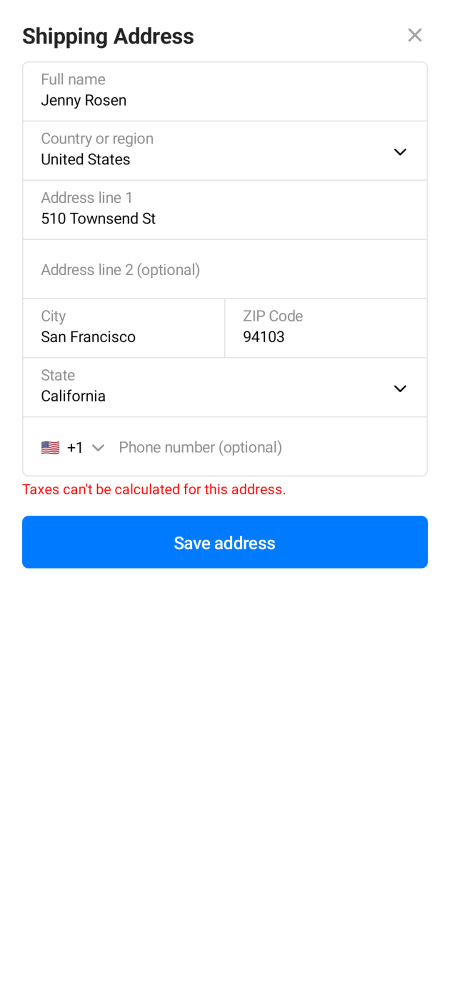 Shipping Address
Full name
Jenny Rosen
Country or region
United States
Address line 1
510 Townsend St
Address line 2 (optional)
City
San Francisco
ZIP Code
94103
State
California
+1 Phone number (optional)
Taxes can't be calculated for this address.
Save address